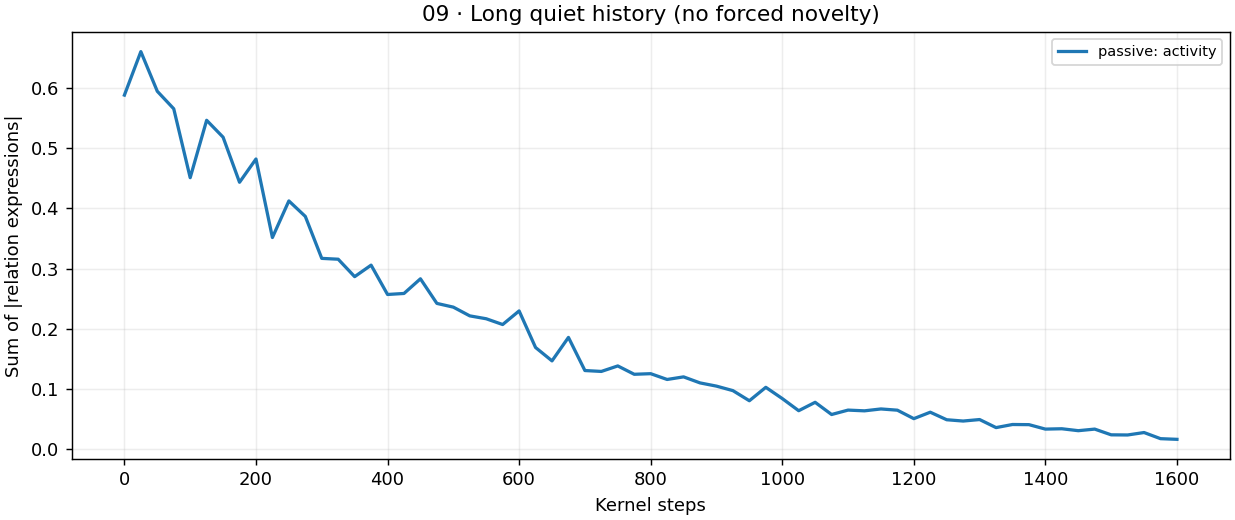 09 · Long quiet history (no forced novelty)
passive: activity
Sum of |relation expressions|
0.6
0.5
0.4
0.3
0.2
0.1
0.0
0 200 400 600 800 1000 1200 1400 1600
Kernel steps